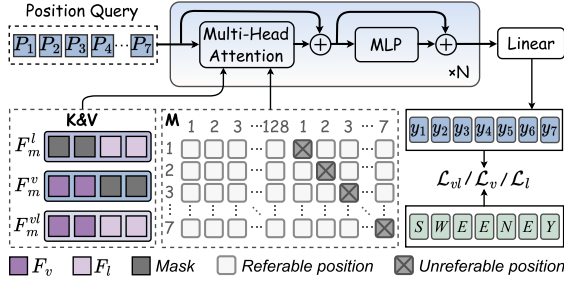 Position Query
P1 P2 P3 P4 ... P7
Multi-Head Attention
+
MLP
+
×N
Linear
K&V
F_m^l
F_m^v
F_m^vl
M
1 2 3 ... 128 1 2 3 ... 7
1
2
3
7
y1 y2 y3 y4 y5 y6 y7
L_vl / L_v / L_l
S W E E N E Y
F_v F_l Mask Referable position Unreferable position